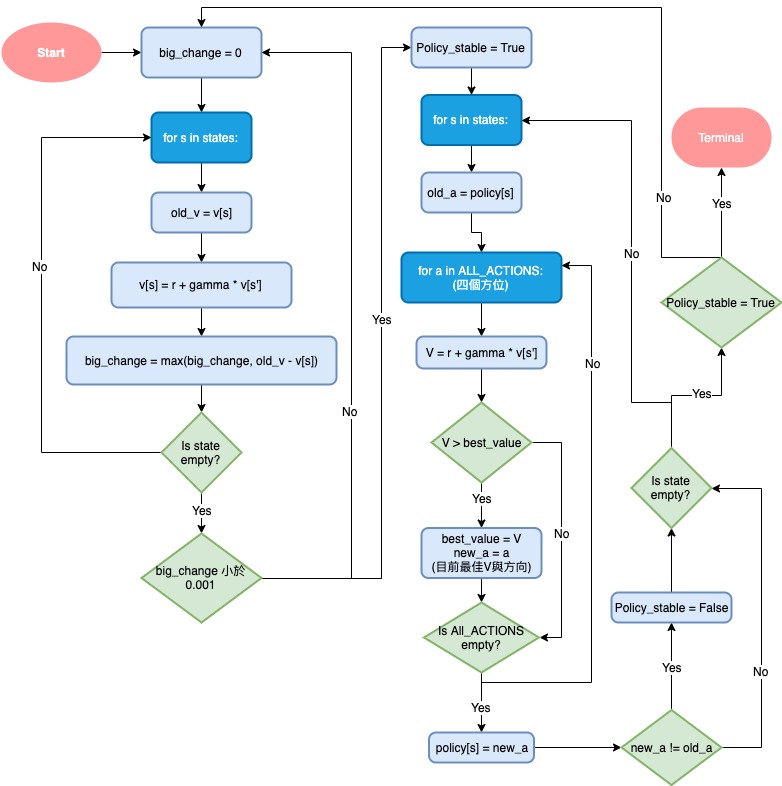 Start
big_change = 0
for s in states:
old_v = v[s]
v[s] = r + gamma * v[s']
big_change = max(big_change, old_v - v[s])
Is state
empty?
No
Yes
big_change 小於
0.001
No
Yes
Policy_stable = True
for s in states:
old_a = policy[s]
for a in ALL_ACTIONS:
(四個方位)
V = r + gamma * v[s']
V > best_value
Yes
No
best_value = V
new_a = a
(目前最佳V與方向)
Is All_ACTIONS
empty?
No
Yes
policy[s] = new_a
new_a != old_a
Yes
No
Policy_stable = False
Is state
empty?
No
Yes
Policy_stable = True
No
Yes
Terminal